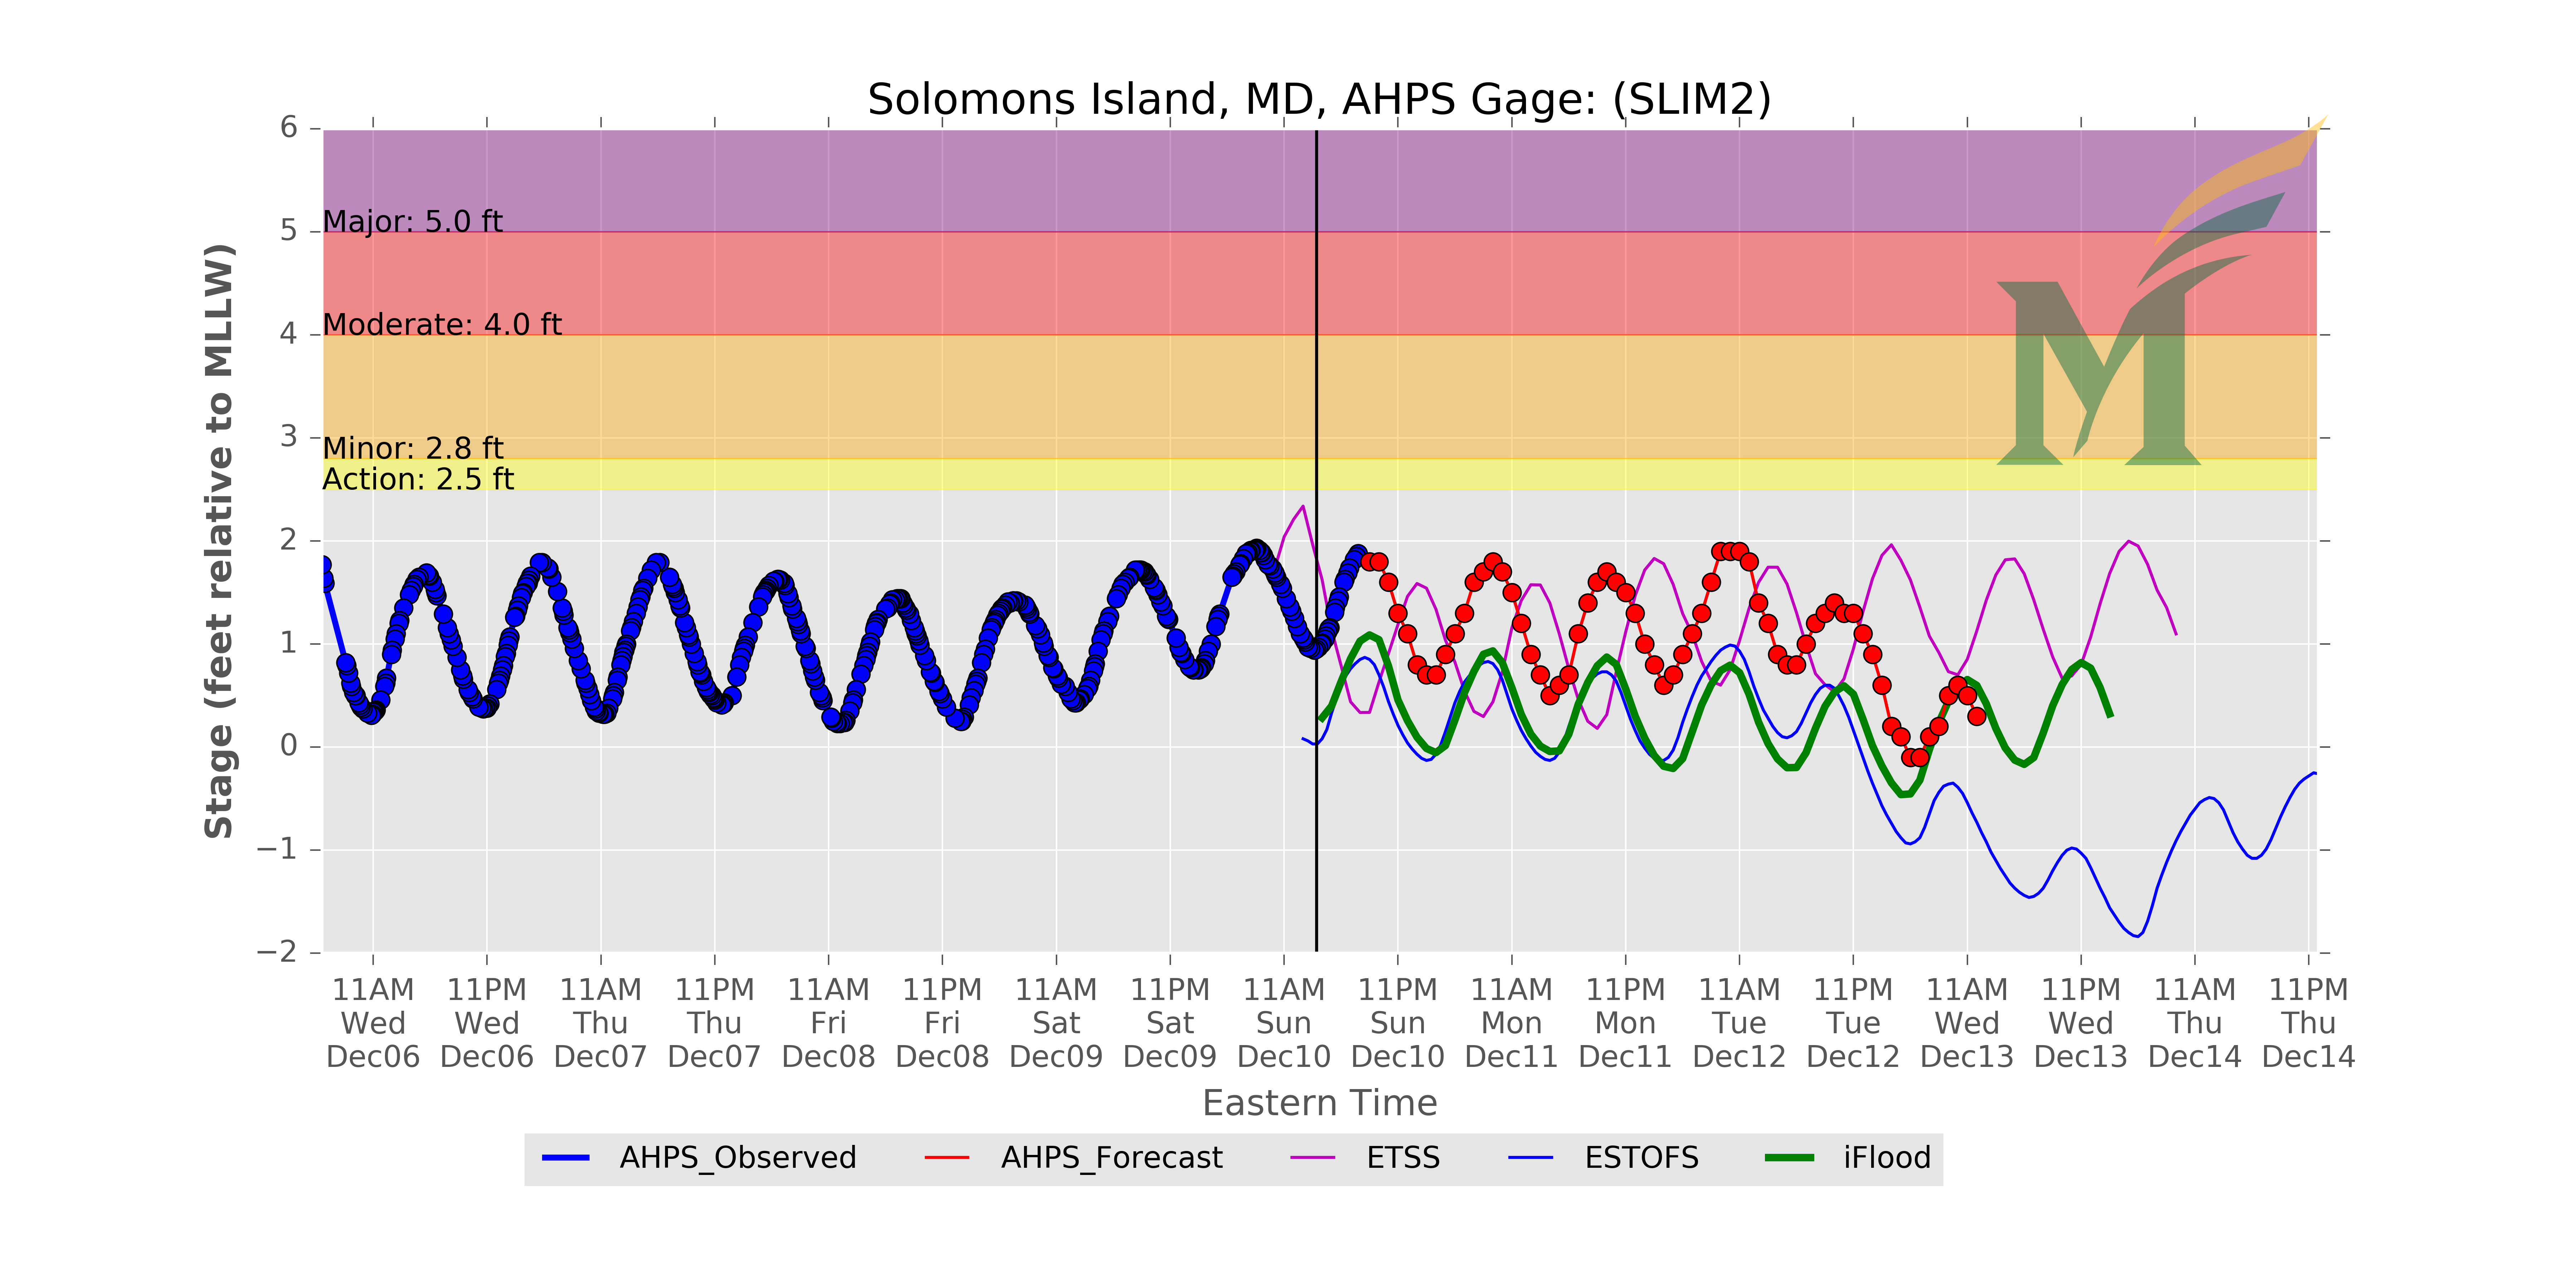 Solomons Island, MD, AHPS Gage: (SLIM2)
Stage (feet relative to MLLW)
6
5
4
3
2
1
0
−1
−2
Major: 5.0 ft
Moderate: 4.0 ft
Minor: 2.8 ft
Action: 2.5 ft
M
11AM 11PM 11AM 11PM 11AM 11PM 11AM 11PM 11AM 11PM 11AM 11PM 11AM 11PM 11AM 11PM 11AM 11PM
Wed Wed Thu Thu Fri Fri Sat Sat Sun Sun Mon Mon Tue Tue Wed Wed Thu Thu
Dec06 Dec06 Dec07 Dec07 Dec08 Dec08 Dec09 Dec09 Dec10 Dec10 Dec11 Dec11 Dec12 Dec12 Dec13 Dec13 Dec14 Dec14
Eastern Time
AHPS_Observed AHPS_Forecast ETSS ESTOFS iFlood